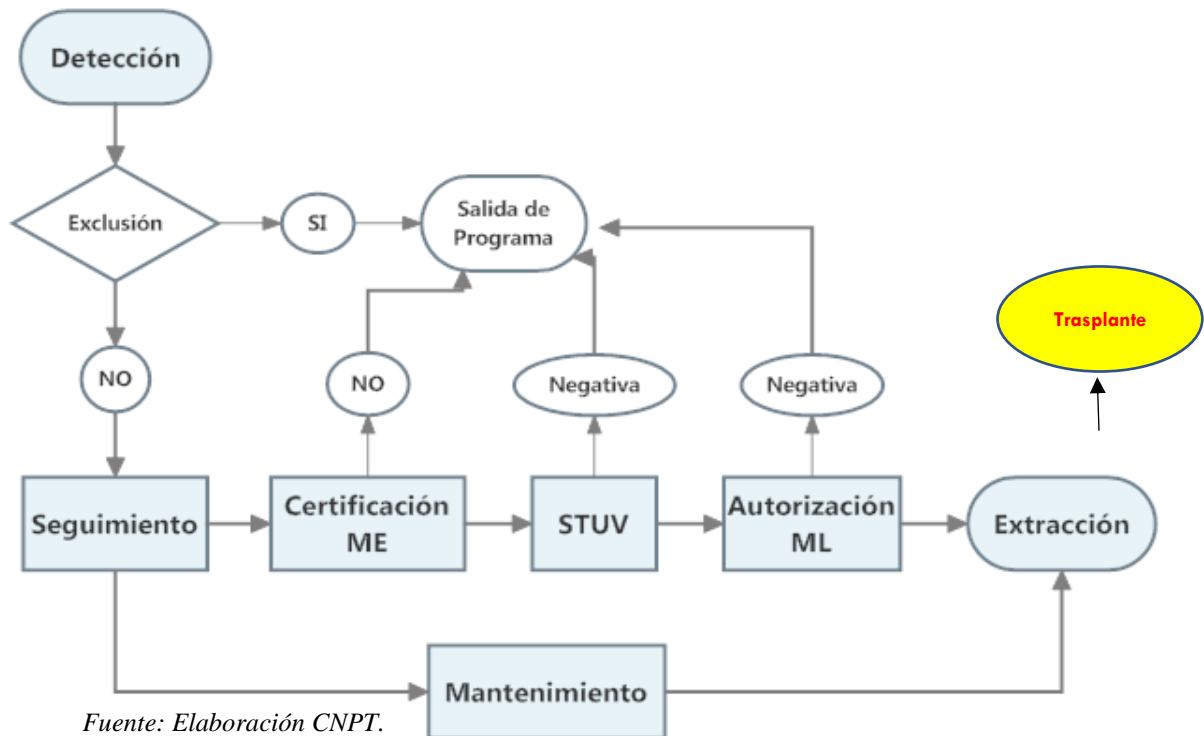 Detección
Exclusión
SI
Salida de
Programa
Trasplante
NO
NO
Negativa
Negativa
Seguimiento
Certificación
ME
STUV
Autorización
ML
Extracción
Mantenimiento
Fuente: Elaboración CNPT.